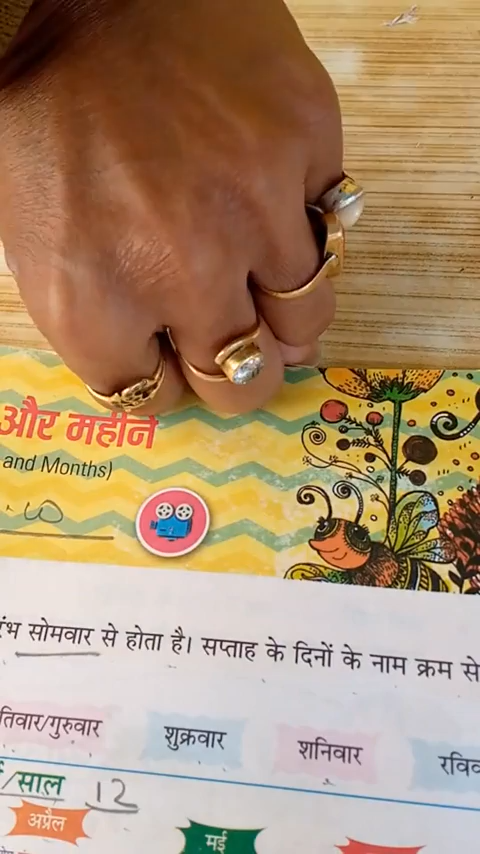 और महीने
and Months)
सोमवार से होता है। सप्ताह के दिनों के नाम क्रम से
शुक्रवार
शनिवार
/साल 12
अप्रैल
मई